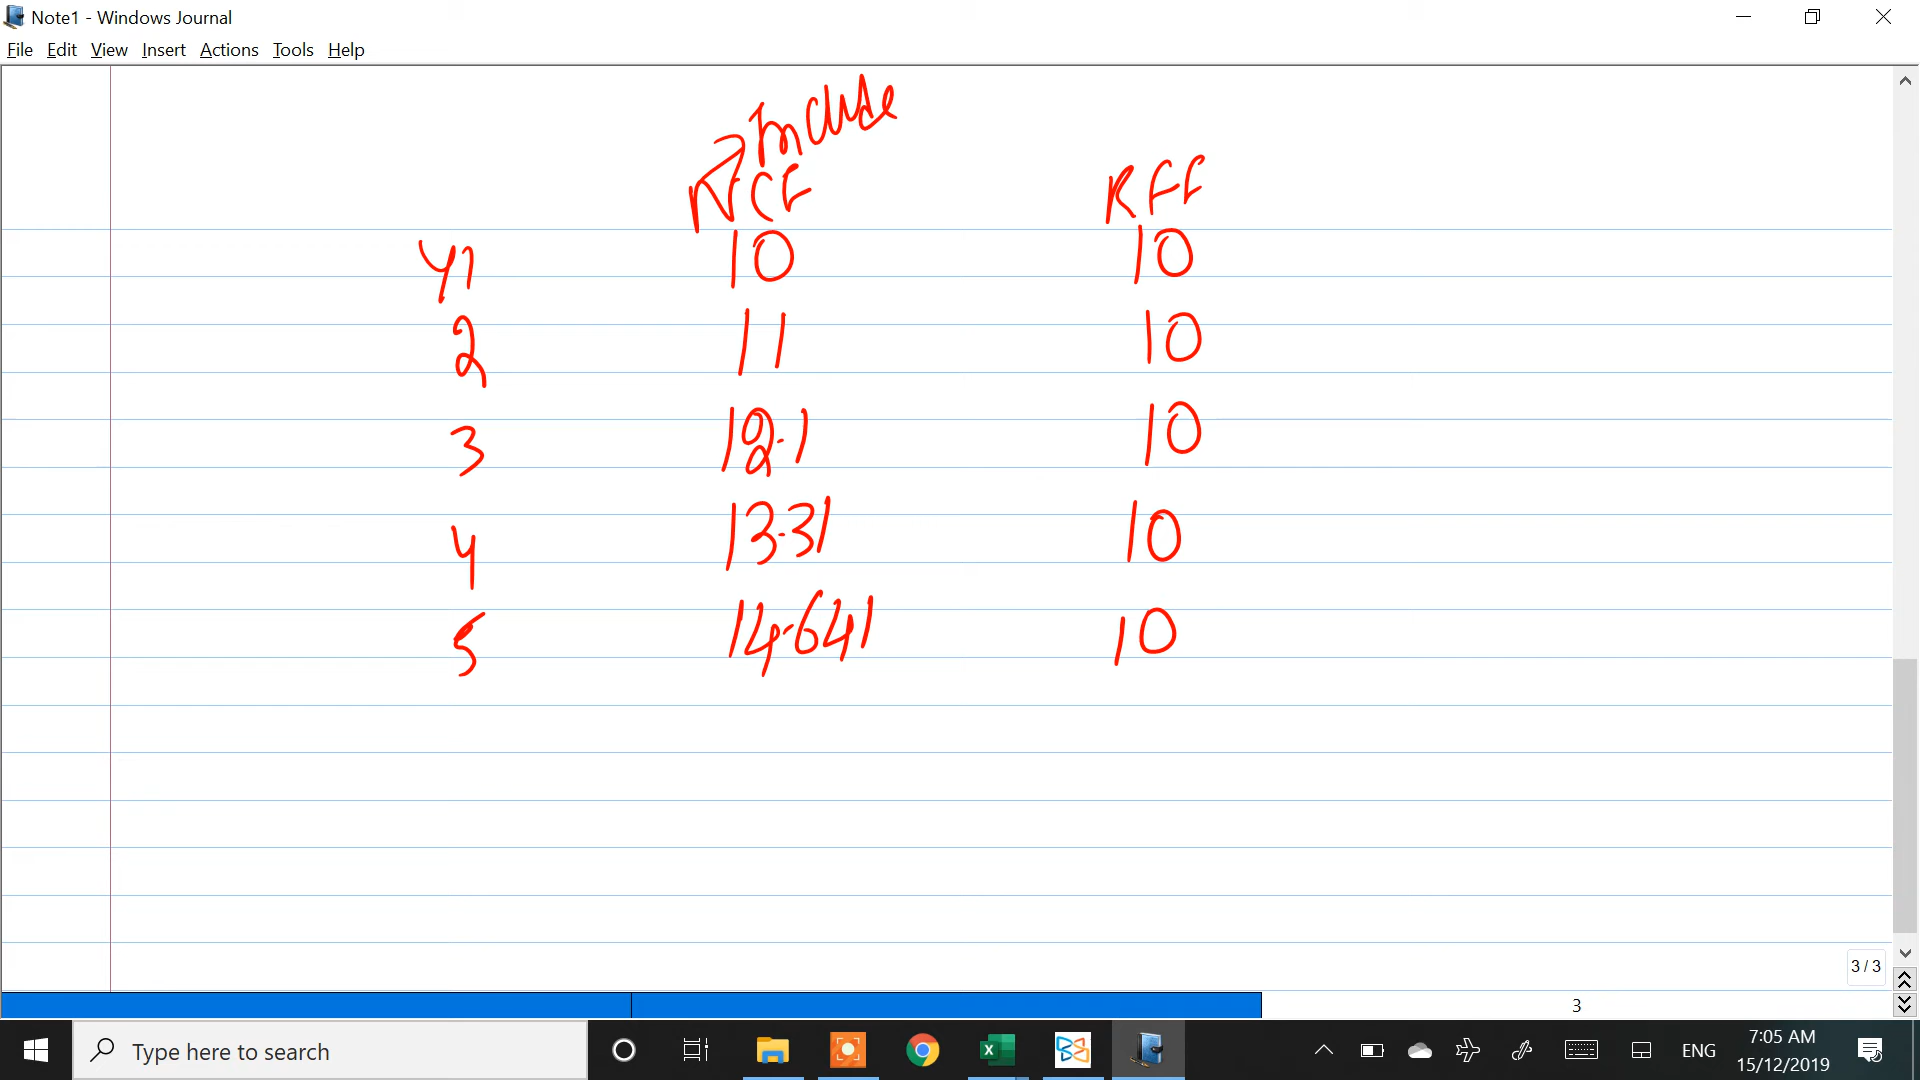 Note1 - Windows Journal
File Edit View Insert Actions Tools Help
Include
NCF RCF
Y1 10 10
2 11 10
3 12.1 10
4 13.31 10
5 14.641 10
3 / 3
3
Type here to search
ENG
7:05 AM
15/12/2019